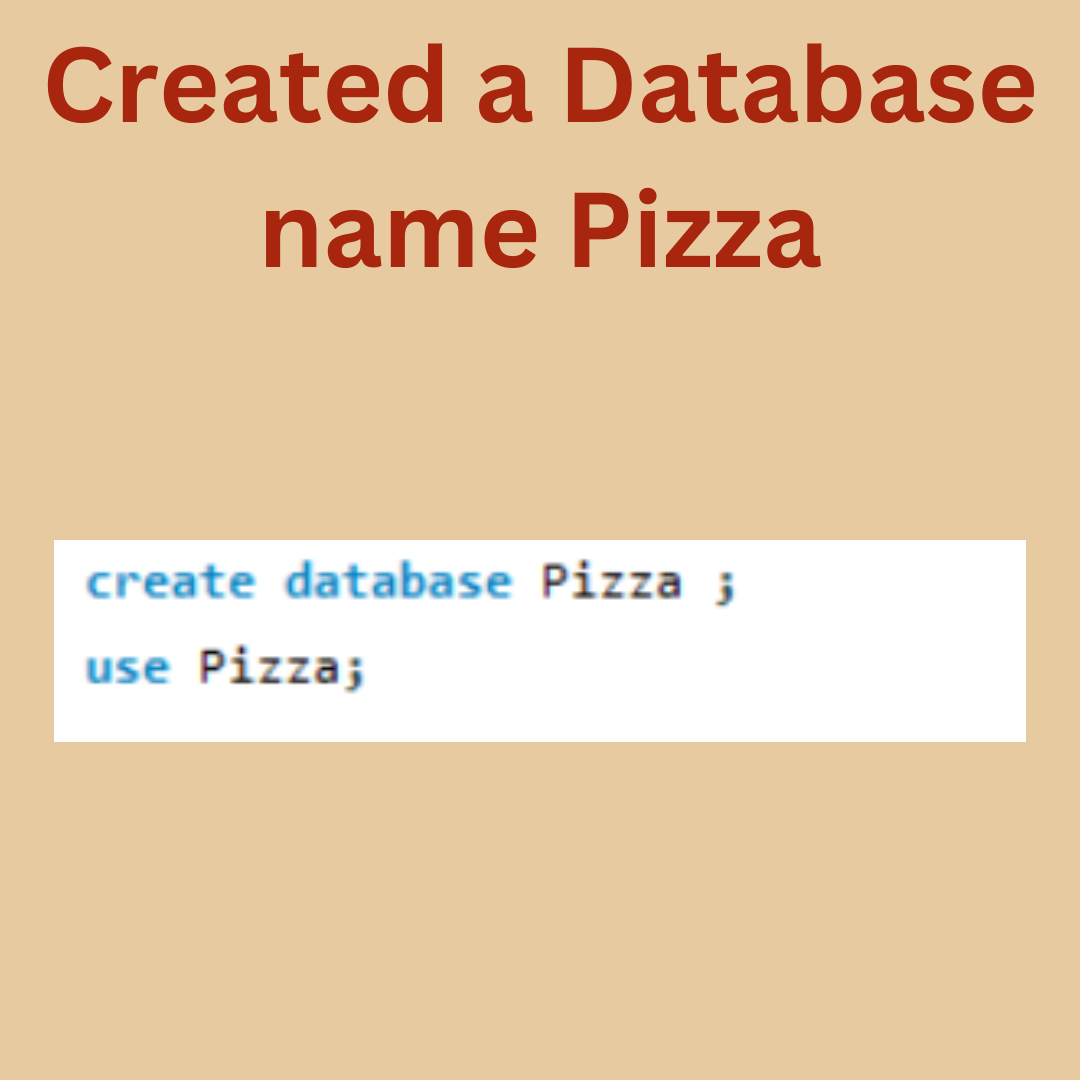 Created a Database
name Pizza
create database Pizza ;
use Pizza;